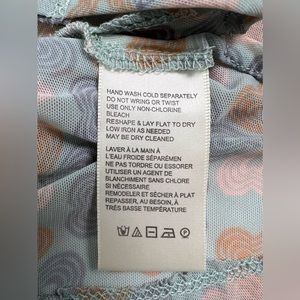 HAND WASH COLD SEPARATELY
DO NOT WRING OR TWIST
USE ONLY NON-CHLORINE
BLEACH
RESHAPE & LAY FLAT TO DRY
LOW IRON AS NEEDED
MAY BE DRY CLEANED
LAVER À LA MAIN À
L'EAU FROIDE SÉPARÉMEN
NE PAS TORDRE OU ESSORER
UTILISER UN AGENT DE
BLANCHIMENT SANS CHLORE
SI NÉCESSAIRE
REMODELER ET SÉCHER À PLAT
REPASSER, AU BESOIN, À
TRÈS BASSE TEMPÉRATURE